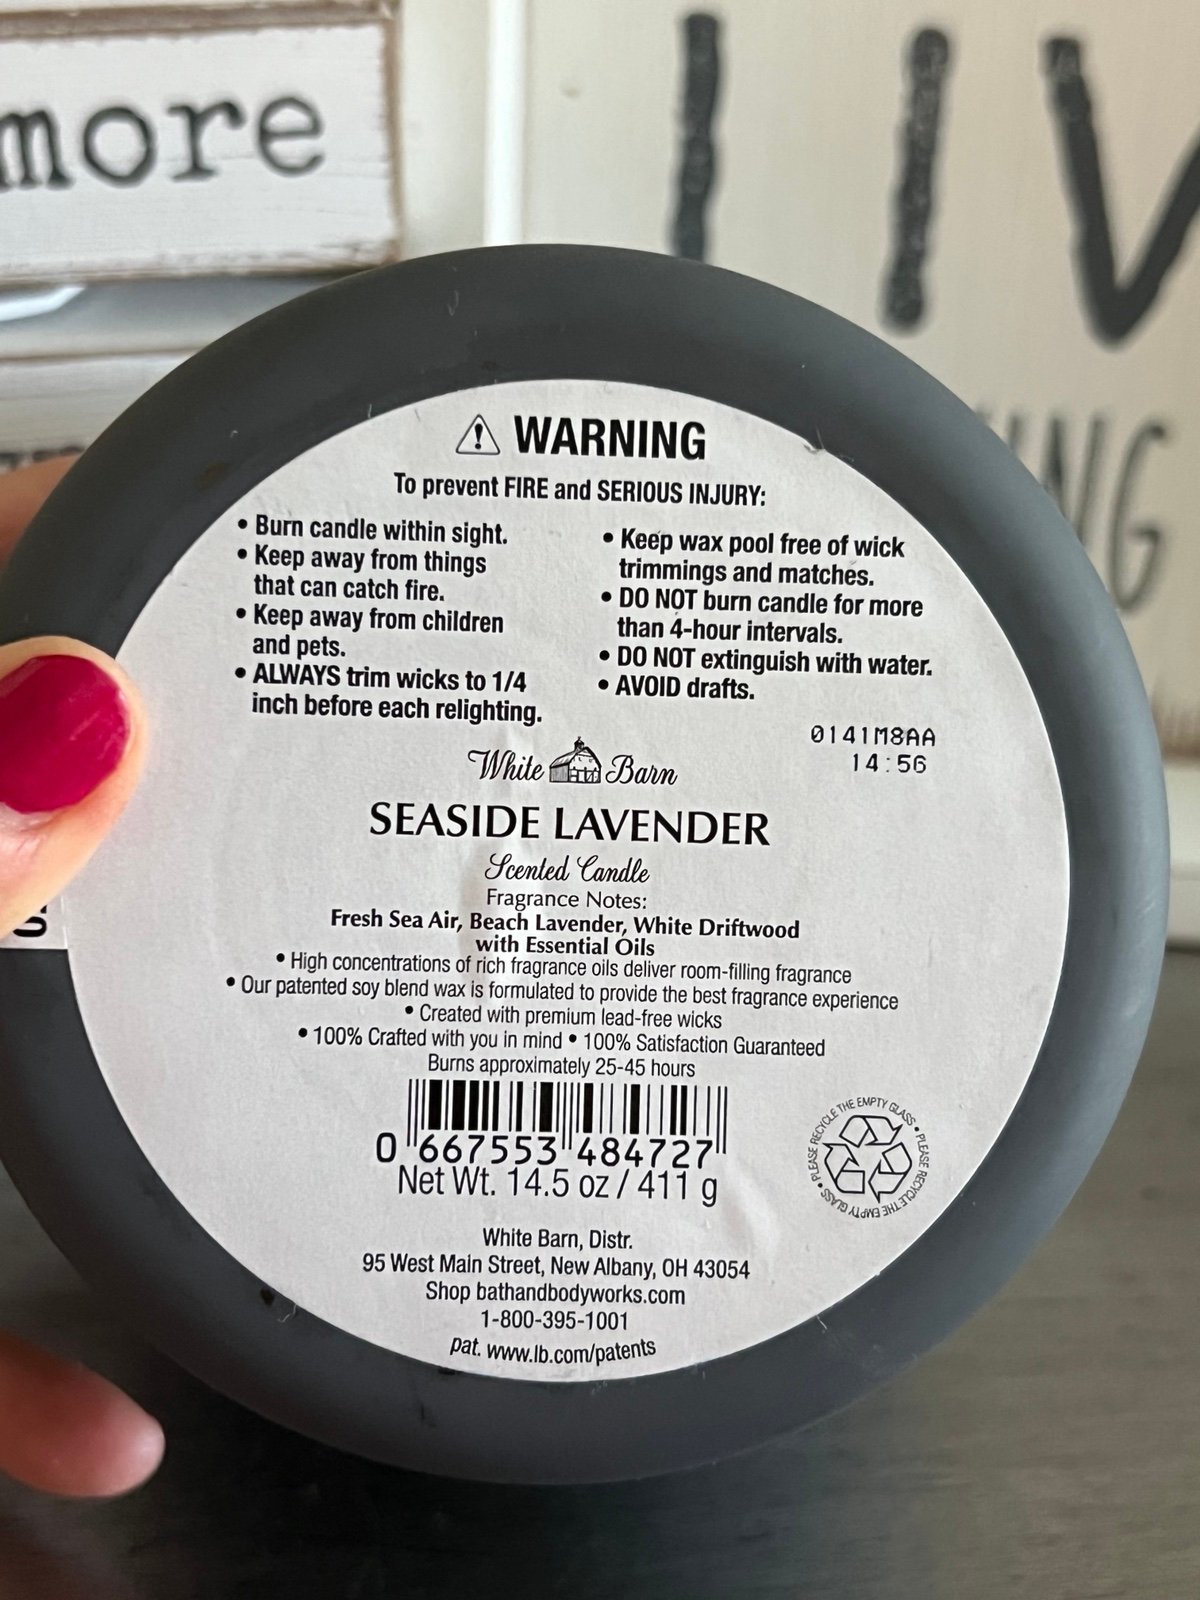 more
LIV
NG
WARNING
To prevent FIRE and SERIOUS INJURY:
• Burn candle within sight.
• Keep away from things
that can catch fire.
• Keep away from children
and pets.
• ALWAYS trim wicks to 1/4
inch before each relighting.
• Keep wax pool free of wick
trimmings and matches.
• DO NOT burn candle for more
than 4-hour intervals.
• DO NOT extinguish with water.
• AVOID drafts.
0141M8AA
14:56
White Barn
SEASIDE LAVENDER
Scented Candle
Fragrance Notes:
Fresh Sea Air, Beach Lavender, White Driftwood
with Essential Oils
• High concentrations of rich fragrance oils deliver room-filling fragrance
• Our patented soy blend wax is formulated to provide the best fragrance experience
• Created with premium lead-free wicks
• 100% Crafted with you in mind • 100% Satisfaction Guaranteed
Burns approximately 25-45 hours
0 667553 484727
Net Wt. 14.5 oz / 411 g
PLEASE RECYCLE THE EMPTY GLASS • PLEASE RECYCLE THE EMPTY GLASS •
White Barn, Distr.
95 West Main Street, New Albany, OH 43054
Shop bathandbodyworks.com
1-800-395-1001
pat. www.lb.com/patents